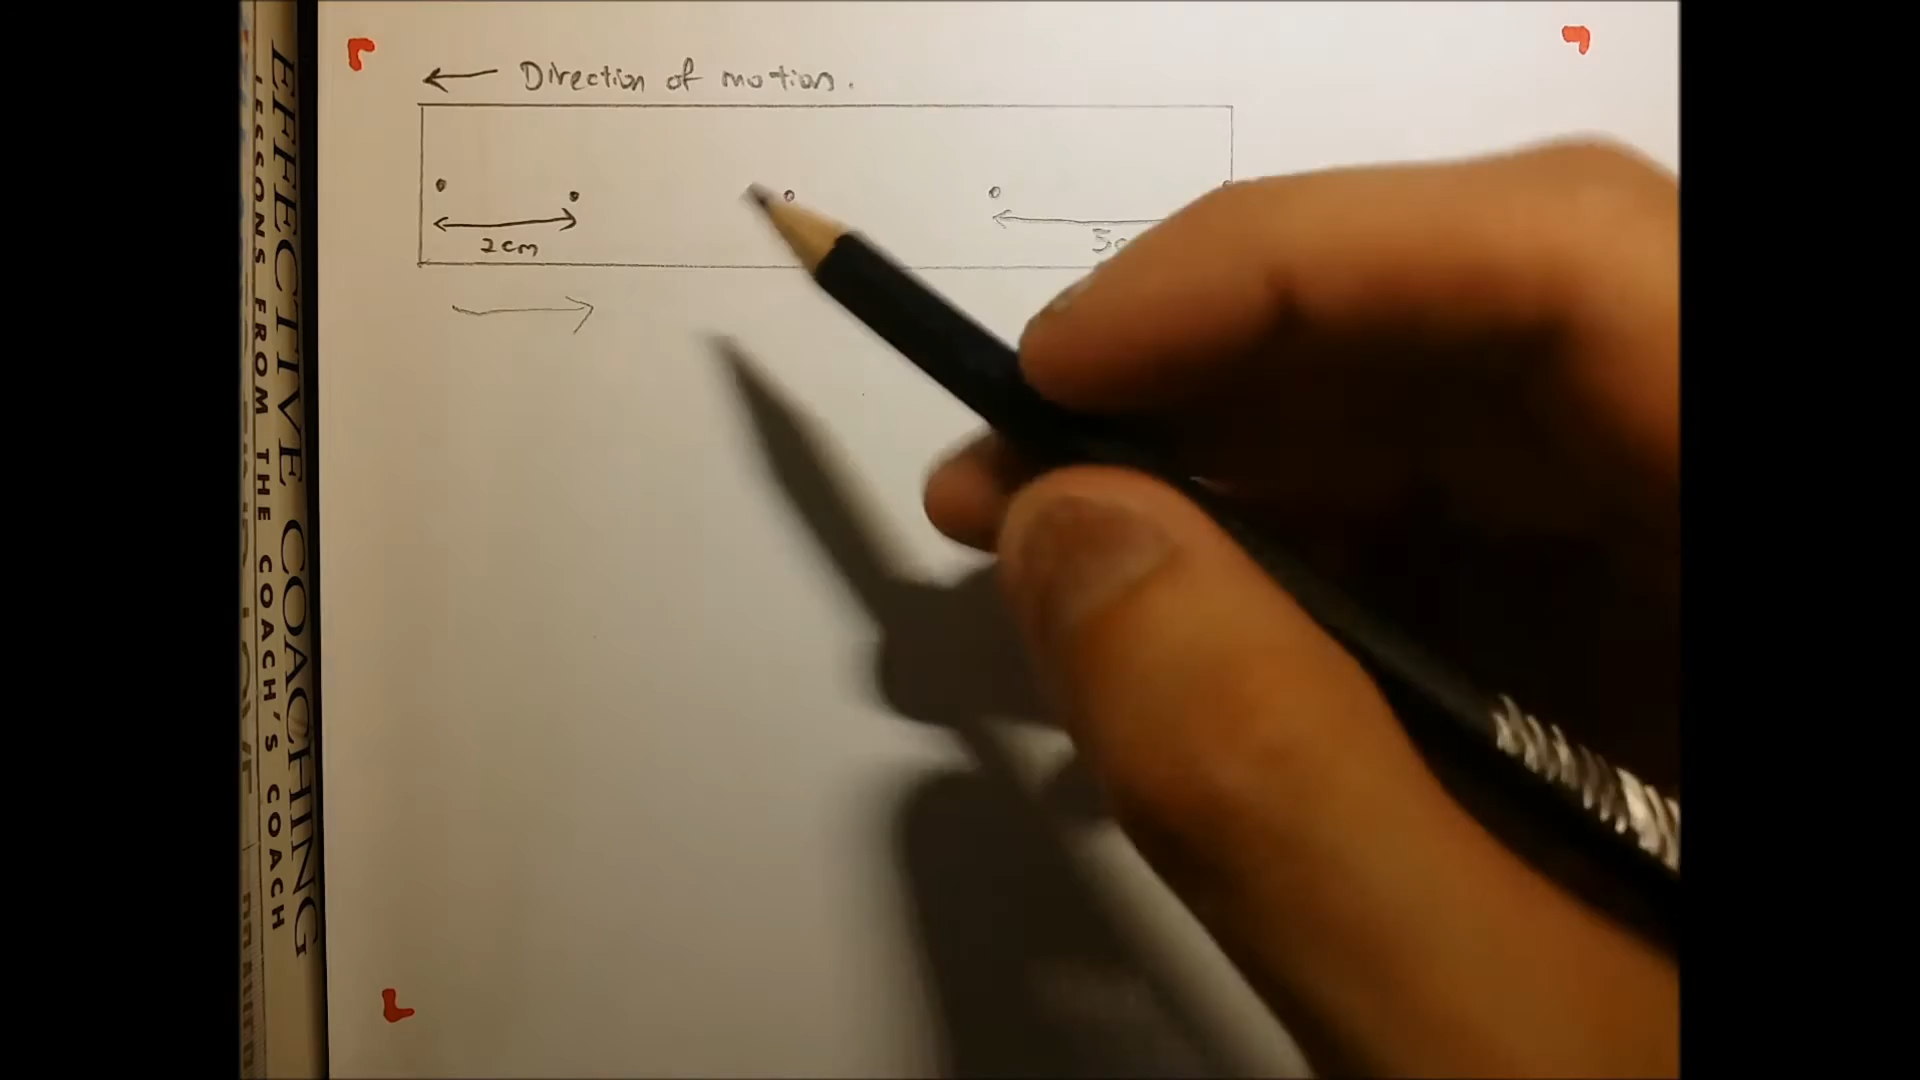 Direction of motion.
2cm
EFFECTIVE COACHING
LESSONS FROM THE COACH'S COACH